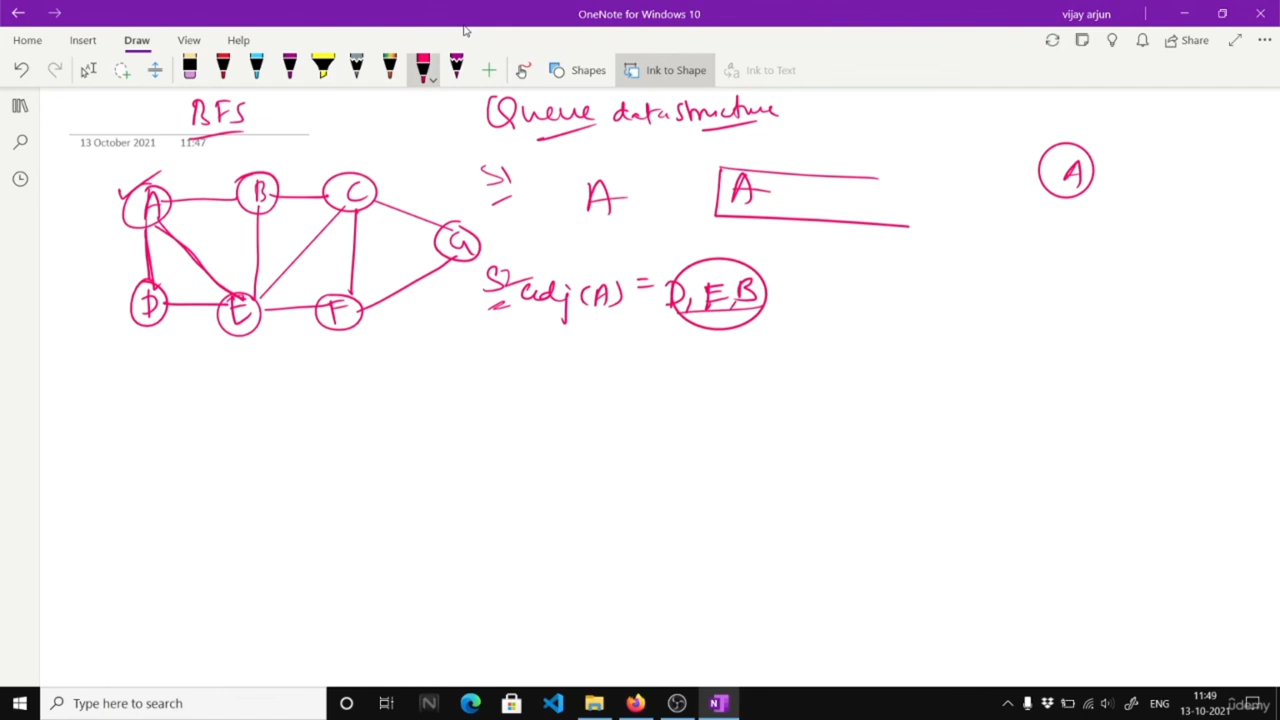 OneNote for Windows 10
vijay arjun
Home Insert Draw View Help
Share
Shapes
Ink to Shape
Ink to Text
BFS
Queue datastructure
13 October 2021 11:47
A B C
G
D E F
S1 A A
A
S2 adj(A) = D, E, B
Type here to search
ENG
11:49
13-10-2021
udemy